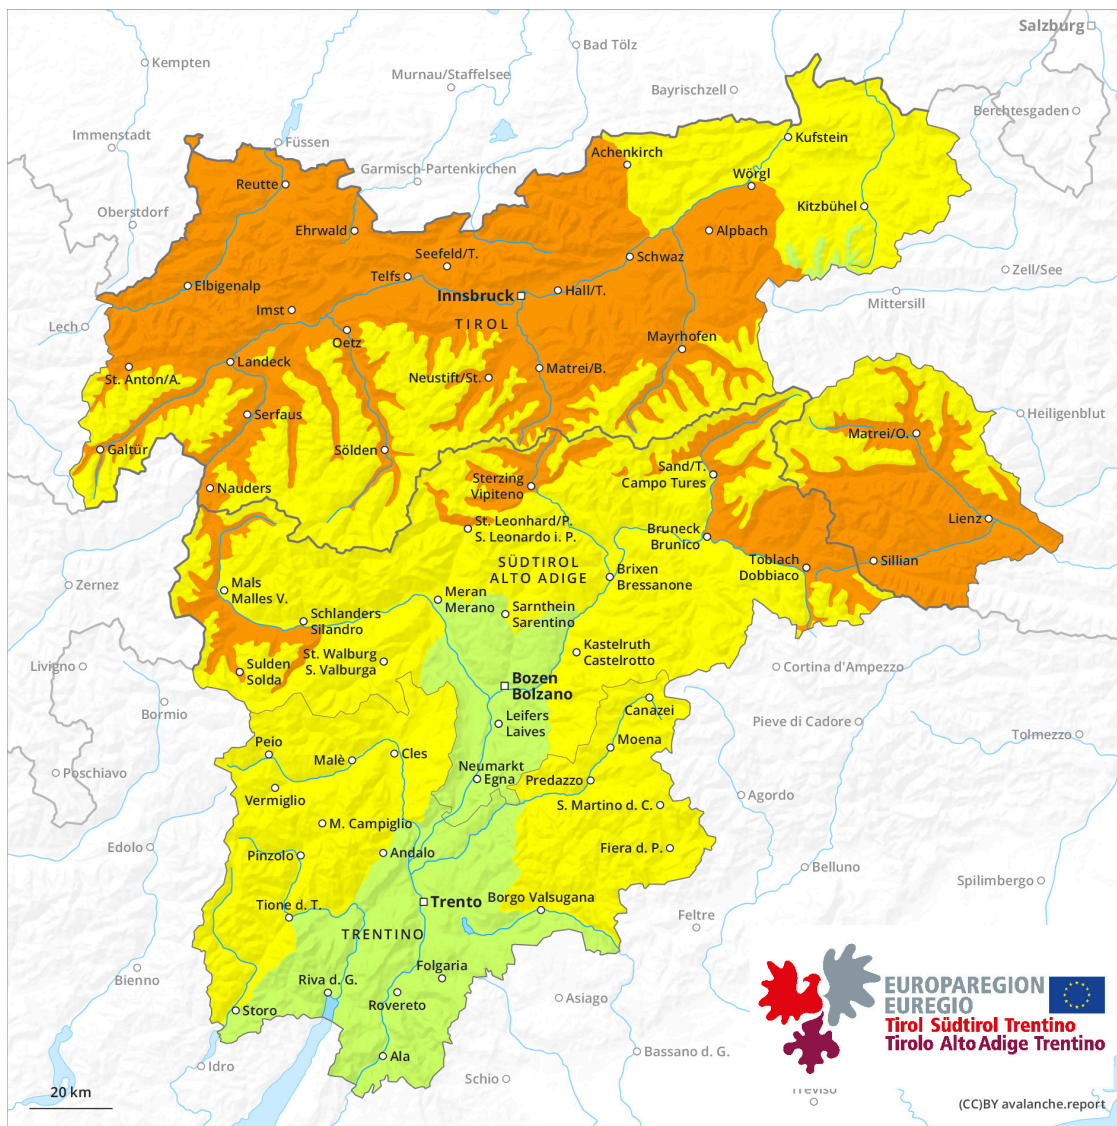 Salzburg
Bad Tölz
Kempten
Murnau/Staffelsee
Bayrischzell
Berchtesgaden
Immenstadt
Füssen
Kufstein
Achenkirch
Garmisch-Partenkirchen
Wörgl
Reutte
Kitzbühel
Oberstdorf
Ehrwald
Alpbach
Seefeld/T.
Schwaz
Telfs
Zell/See
Elbigenalp
Hall/T.
Innsbruck
Mittersill
Imst
TIROL
Lech
Mayrhofen
Oetz
Landeck
Matrei/B.
St. Anton/A.
Neustift/St.
Serfaus
Heiligenblut
Matrei/O.
Galtür
Sölden
Sand/T.
Campo Tures
Sterzing
Vipiteno
Nauders
Lienz
St. Leonhard/P.
S. Leonardo i. P.
Bruneck
Brunico
SÜDTIROL
ALTO ADIGE
Toblach
Dobbiaco
Sillian
Zernez
Brixen
Bressanone
Mals
Malles V.
Meran
Merano
Sarnthein
Sarentino
Schlanders
Silandro
Kastelruth
Castelrotto
St. Walburg
S. Valburga
Livigno
Sulden
Solda
Cortina d'Ampezzo
Bozen
Bolzano
Bormio
Canazei
Leifers
Laives
Pieve di Cadore
Tolmezzo
Peio
Moena
Cles
Malè
Neumarkt
Egna
Poschiavo
Predazzo
Vermiglio
Agordo
S. Martino d. C.
M. Campiglio
Edolo
Pinzolo
Andalo
Fiera d. P.
Belluno
Spilimbergo
Borgo Valsugana
Trento
Tione d. T.
Feltre
TRENTINO
Folgaria
Bienno
Riva d. G.
Rovereto
Asiago
Storo
EUROPAREGION
EUREGIO
Tirol Südtirol Trentino
Tirolo Alto Adige Trentino
Bassano d. G.
Ala
Idro
Schio
Treviso
20 km
(CC)BY avalanche.report